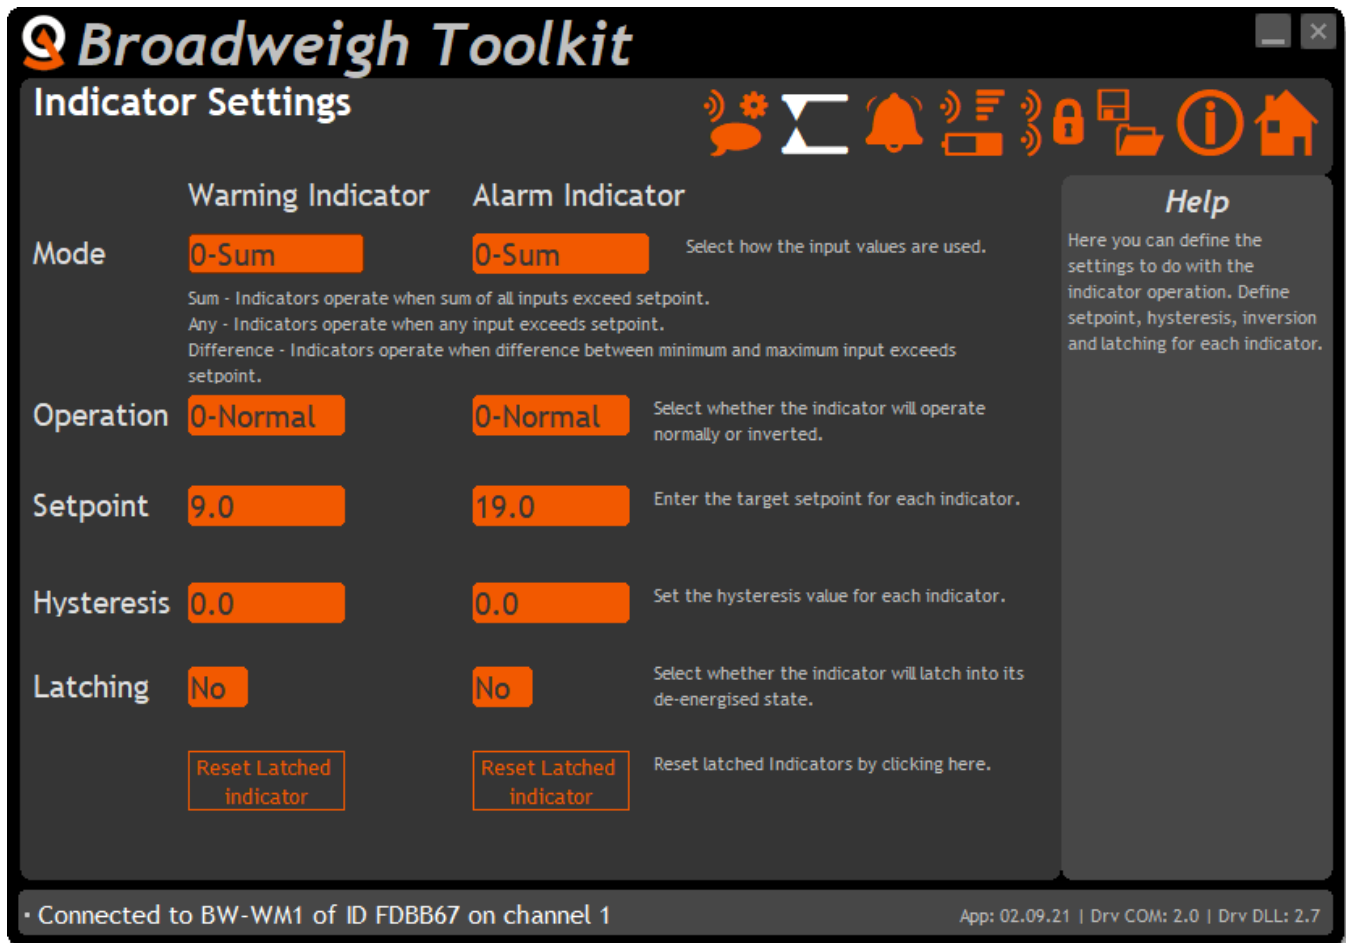 Broadweigh Toolkit
Indicator Settings
Warning Indicator
Alarm Indicator
Mode
0-Sum
0-Sum
Select how the input values are used.
Sum - Indicators operate when sum of all inputs exceed setpoint.
Any - Indicators operate when any input exceeds setpoint.
Difference - Indicators operate when difference between minimum and maximum input exceeds
setpoint.
Operation
0-Normal
0-Normal
Select whether the indicator will operate
normally or inverted.
Setpoint
9.0
19.0
Enter the target setpoint for each indicator.
Hysteresis
0.0
0.0
Set the hysteresis value for each indicator.
Latching
No
No
Select whether the indicator will latch into its
de-energised state.
Reset Latched
indicator
Reset Latched
indicator
Reset latched Indicators by clicking here.
Help
Here you can define the
settings to do with the
indicator operation. Define
setpoint, hysteresis, inversion
and latching for each indicator.
Connected to BW-WM1 of ID FDBB67 on channel 1
App: 02.09.21 | Drv COM: 2.0 | Drv DLL: 2.7